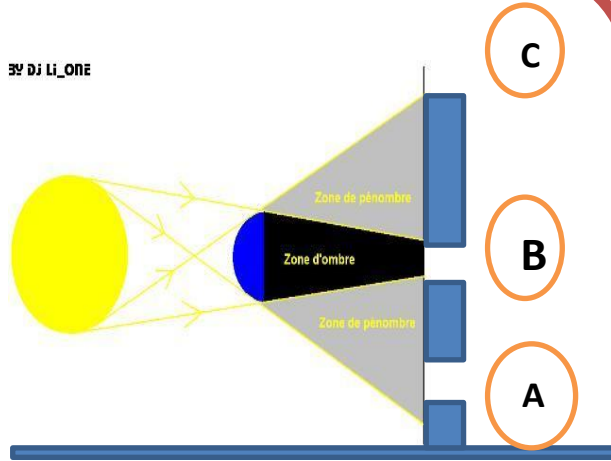 BY DJ Li_ONE
C
Zone de pénombre
Zone d'ombre
B
Zone de pénombre
A